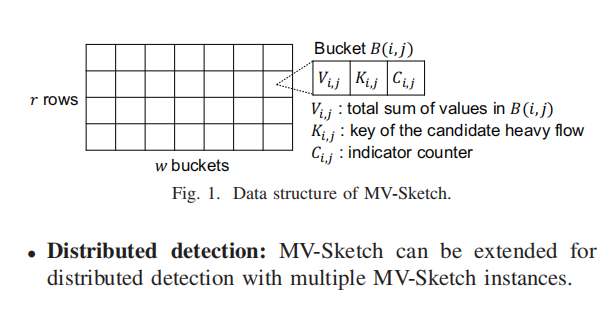 Bucket B(i,j)
V_{i,j} K_{i,j} C_{i,j}
r rows
V_{i,j} : total sum of values in B(i,j)
K_{i,j} : key of the candidate heavy flow
C_{i,j} : indicator counter
w buckets
Fig. 1. Data structure of MV-Sketch.
• Distributed detection: MV-Sketch can be extended for
distributed detection with multiple MV-Sketch instances.